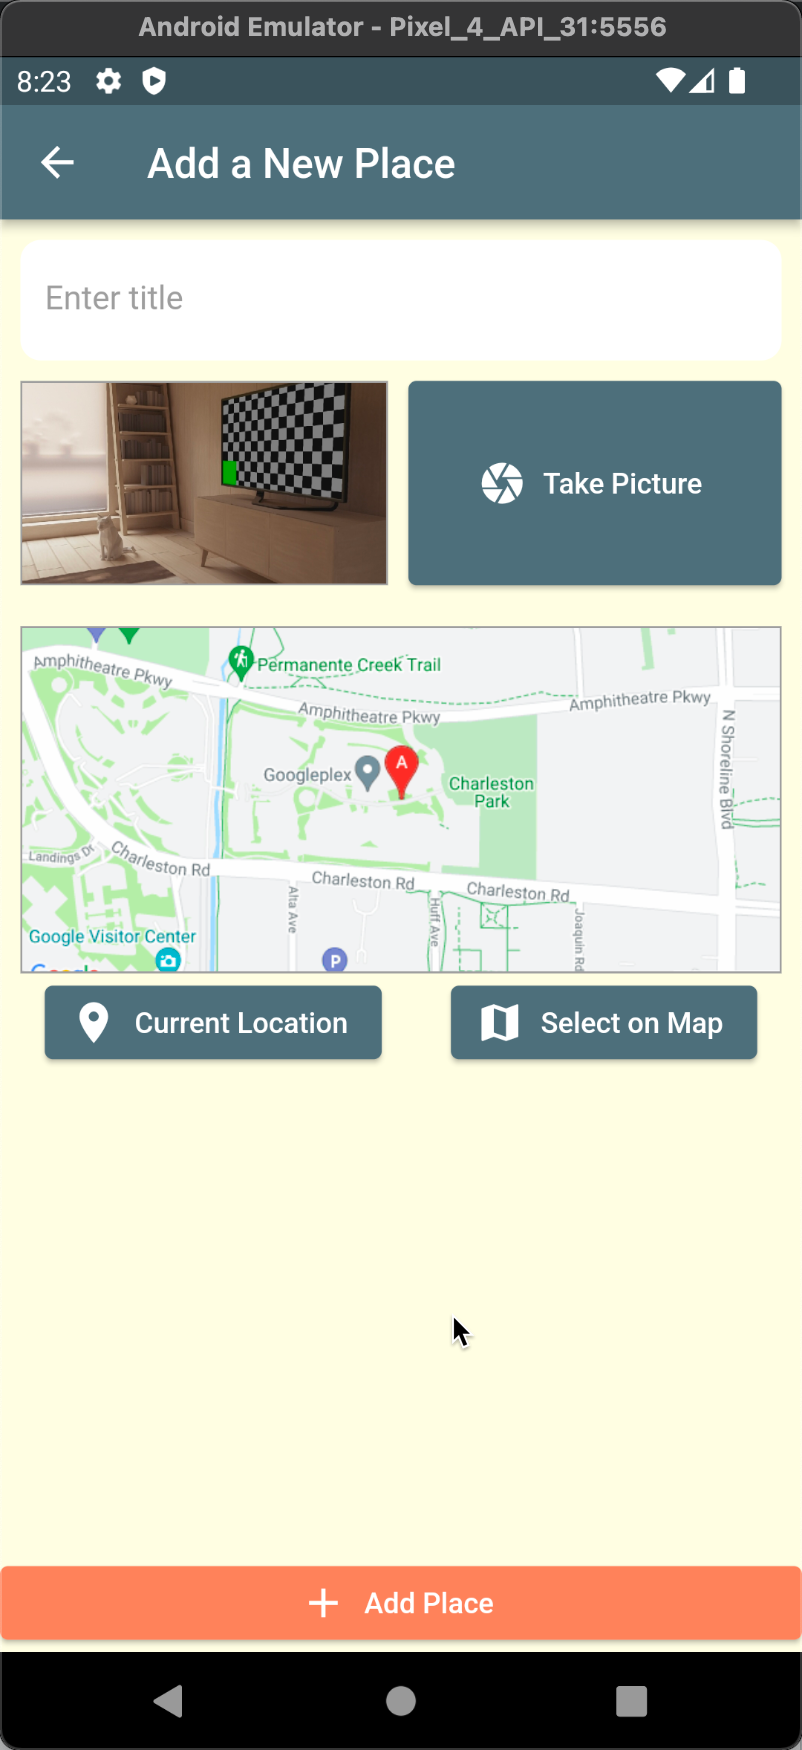 Android Emulator - Pixel_4_API_31:5556
8:23
Add a New Place
Enter title
Take Picture
Amphitheatre Pkwy
Permanente Creek Trail
Amphitheatre Pkwy
Amphitheatre Pkwy
N Shoreline Blvd
Googleplex
A
Charleston
Park
Landings Dr
Charleston Rd
Charleston Rd
Charleston Rd
Alta Ave
Huff Ave
Joaquin Rd
Google Visitor Center
P
Google
Current Location
Select on Map
Add Place